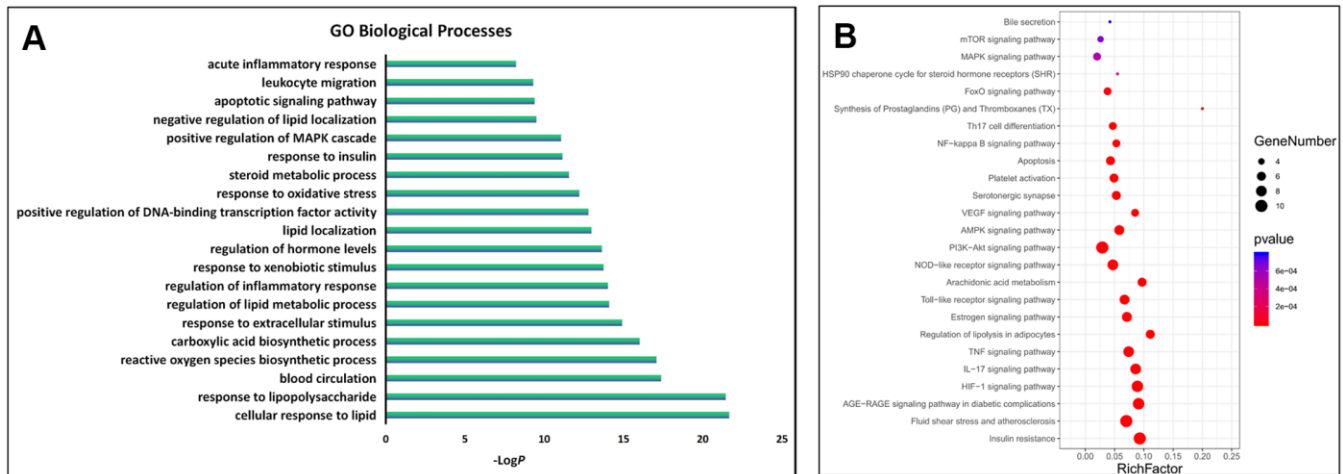 A
GO Biological Processes
acute inflammatory response
leukocyte migration
apoptotic signaling pathway
negative regulation of lipid localization
positive regulation of MAPK cascade
response to insulin
steroid metabolic process
response to oxidative stress
positive regulation of DNA-binding transcription factor activity
lipid localization
regulation of hormone levels
response to xenobiotic stimulus
regulation of inflammatory response
regulation of lipid metabolic process
response to extracellular stimulus
carboxylic acid biosynthetic process
reactive oxygen species biosynthetic process
blood circulation
response to lipopolysaccharide
cellular response to lipid
0 5 10 15 20 25
-LogP
B
Bile secretion
mTOR signaling pathway
MAPK signaling pathway
HSP90 chaperone cycle for steroid hormone receptors (SHR)
FoxO signaling pathway
Synthesis of Prostaglandins (PG) and Thromboxanes (TX)
Th17 cell differentiation
NF−kappa B signaling pathway
Apoptosis
Platelet activation
Serotonergic synapse
VEGF signaling pathway
AMPK signaling pathway
PI3K−Akt signaling pathway
NOD−like receptor signaling pathway
Arachidonic acid metabolism
Toll−like receptor signaling pathway
Estrogen signaling pathway
Regulation of lipolysis in adipocytes
TNF signaling pathway
IL−17 signaling pathway
HIF−1 signaling pathway
AGE−RAGE signaling pathway in diabetic complications
Fluid shear stress and atherosclerosis
Insulin resistance
0.00 0.05 0.10 0.15 0.20 0.25
RichFactor
GeneNumber
4
6
8
10
pvalue
6e−04
4e−04
2e−04